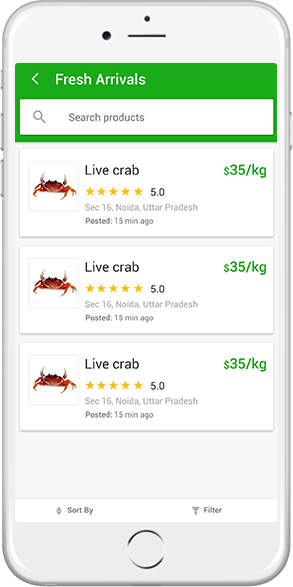 Fresh Arrivals
Search products
Live crab $35/kg
5.0
Sec 16, Noida, Uttar Pradesh
Posted: 15 min ago
Live crab $35/kg
5.0
Sec 16, Noida, Uttar Pradesh
Posted: 15 min ago
Live crab $35/kg
5.0
Sec 16, Noida, Uttar Pradesh
Posted: 15 min ago
Sort By Filter